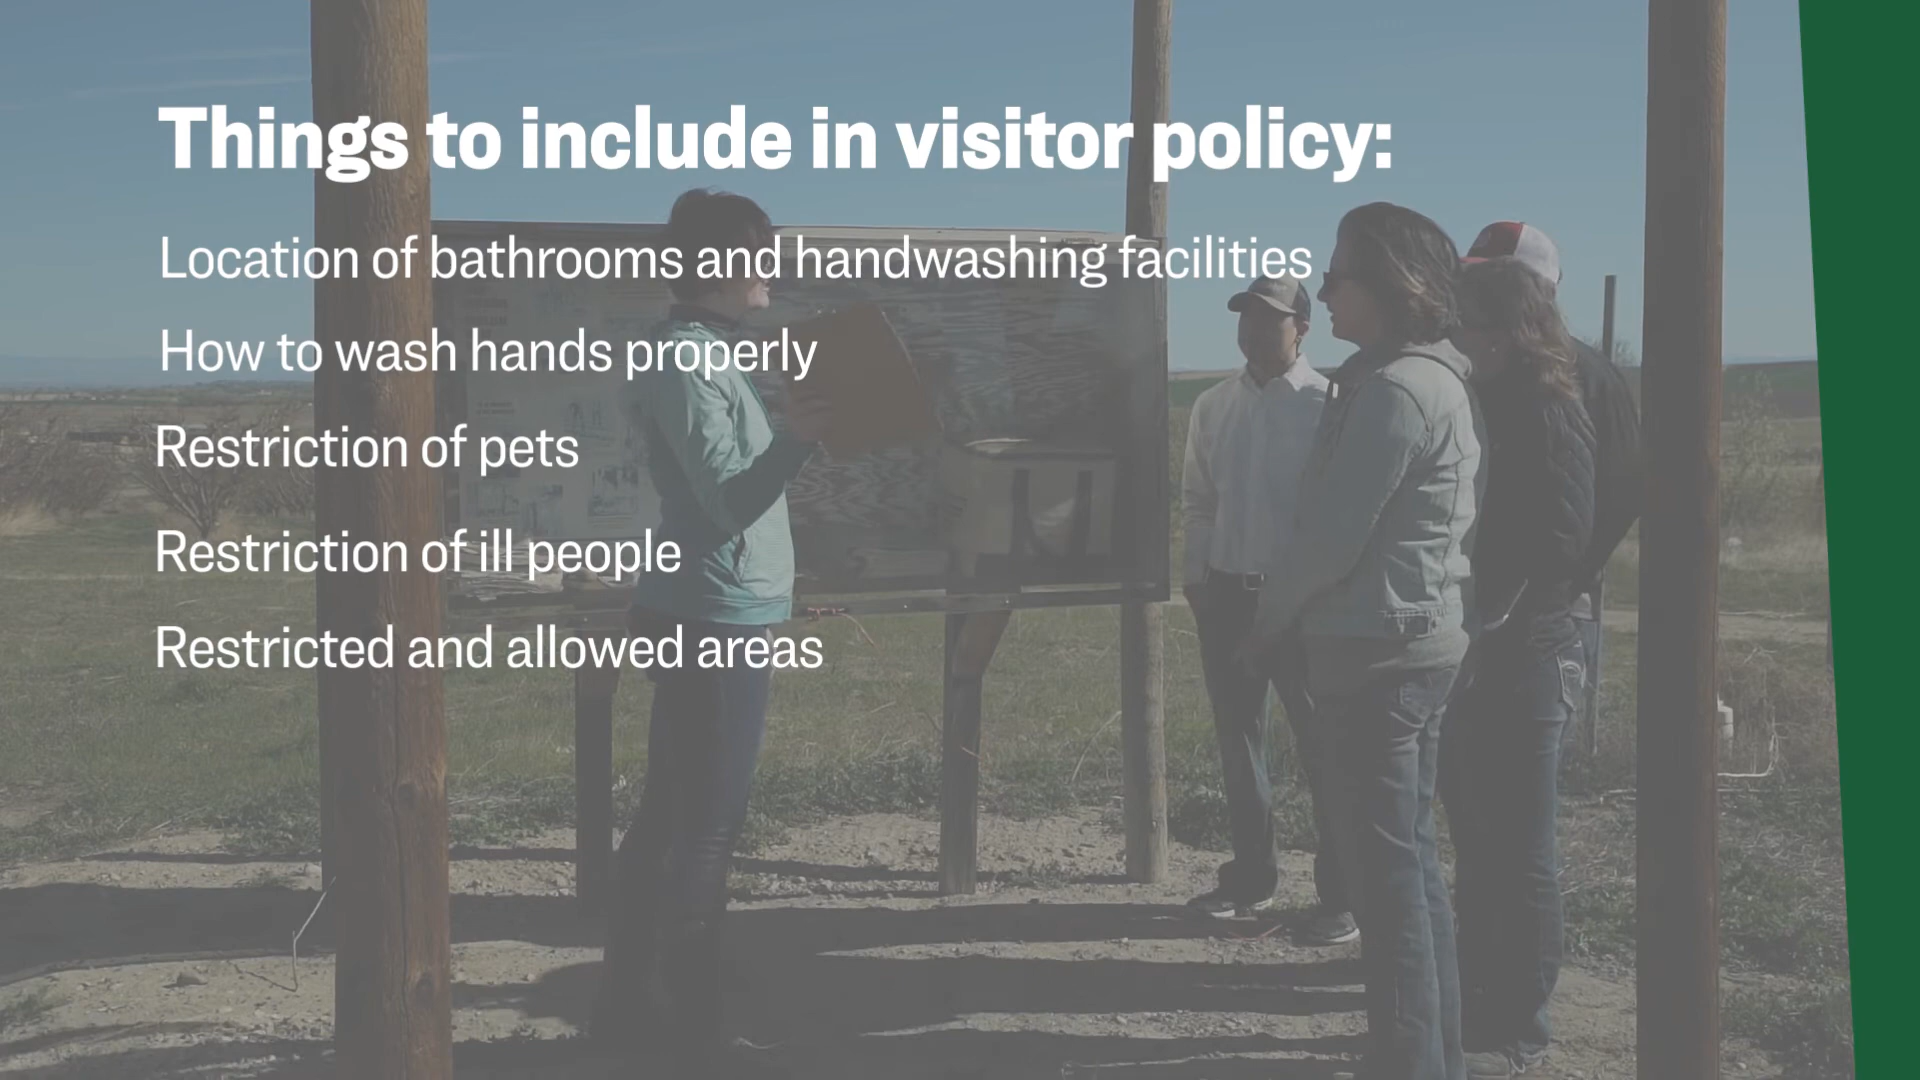 Things to include in visitor policy:
Location of bathrooms and handwashing facilities
How to wash hands properly
Restriction of pets
Restriction of ill people
Restricted and allowed areas